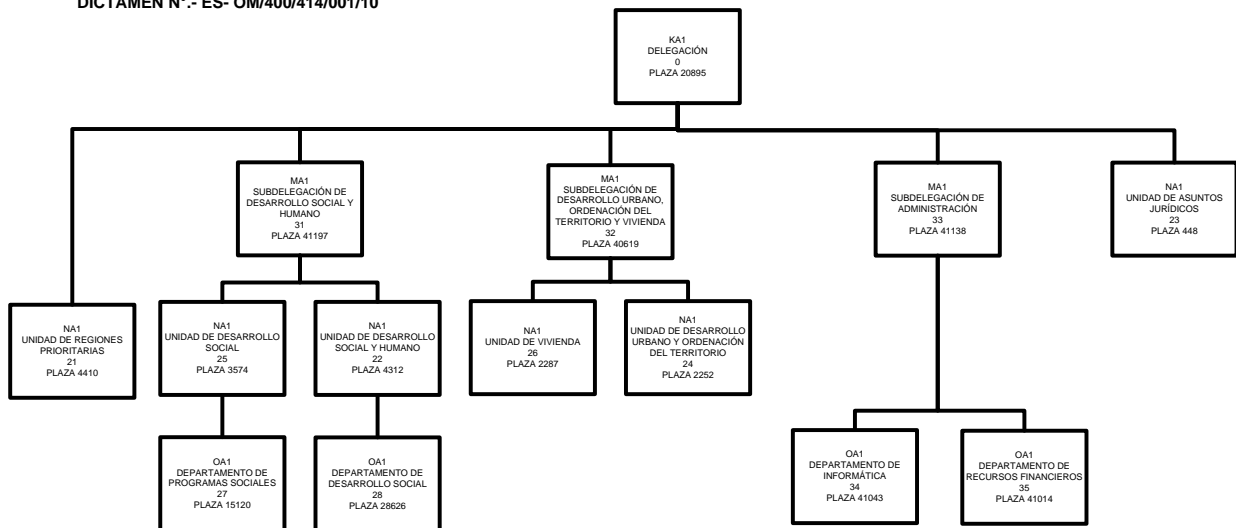 DICTAMEN N°.- ES- OM/400/414/001/10
KA1
DELEGACIÓN
0
PLAZA 20895
MA1
SUBDELEGACIÓN DE
DESARROLLO SOCIAL Y
HUMANO
31
PLAZA 41197
MA1
SUBDELEGACIÓN DE
DESARROLLO URBANO,
ORDENACIÓN DEL
TERRITORIO Y VIVIENDA
32
PLAZA 40619
MA1
SUBDELEGACIÓN DE
ADMINISTRACIÓN
33
PLAZA 41138
NA1
UNIDAD DE ASUNTOS
JURÍDICOS
23
PLAZA 448
NA1
UNIDAD DE REGIONES
PRIORITARIAS
21
PLAZA 4410
NA1
UNIDAD DE DESARROLLO
SOCIAL
25
PLAZA 3574
NA1
UNIDAD DE DESARROLLO
SOCIAL Y HUMANO
22
PLAZA 4312
NA1
UNIDAD DE VIVIENDA
26
PLAZA 2287
NA1
UNIDAD DE DESARROLLO
URBANO Y ORDENACIÓN
DEL TERRITORIO
24
PLAZA 2252
OA1
DEPARTAMENTO DE
PROGRAMAS SOCIALES
27
PLAZA 15120
OA1
DEPARTAMENTO DE
DESARROLLO SOCIAL
28
PLAZA 28626
OA1
DEPARTAMENTO DE
INFORMÁTICA
34
PLAZA 41043
OA1
DEPARTAMENTO DE
RECURSOS FINANCIEROS
35
PLAZA 41014